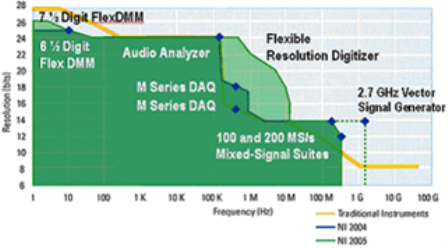 28
26
24
22
20
18
16
14
12
10
8
6
Resolution (bits)
7 ½ Digit FlexDMM
6 ½ Digit
Flex DMM
Audio Analyzer
Flexible
Resolution Digitizer
M Series DAQ
M Series DAQ
2.7 GHz Vector
Signal Generator
100 and 200 MS/s
Mixed-Signal Suites
1 10 100 1 K 10 K 100 K 1 M 10 M 100 M 1 G 10 G 100 G
Frequency (Hz)
Traditional Instruments
NI 2004
NI 2005